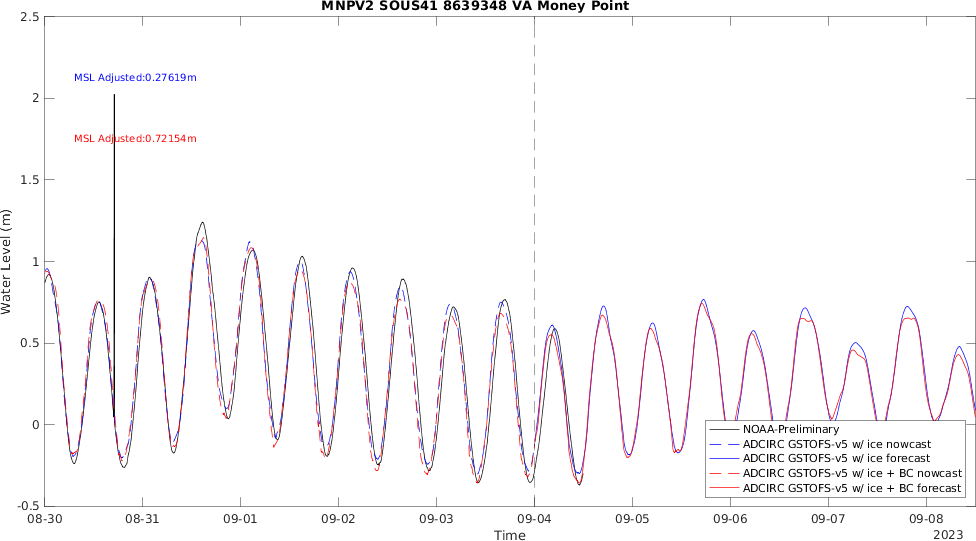 MNPV2 SOUS41 8639348 VA Money Point
2.5
2
1.5
1
0.5
0
-0.5
Water Level (m)
MSL Adjusted:0.27619m
MSL Adjusted:0.72154m
NOAA-Preliminary
ADCIRC GSTOFS-v5 w/ ice nowcast
ADCIRC GSTOFS-v5 w/ ice forecast
ADCIRC GSTOFS-v5 w/ ice + BC nowcast
ADCIRC GSTOFS-v5 w/ ice + BC forecast
08-30 08-31 09-01 09-02 09-03 09-04 09-05 09-06 09-07 09-08
Time
2023